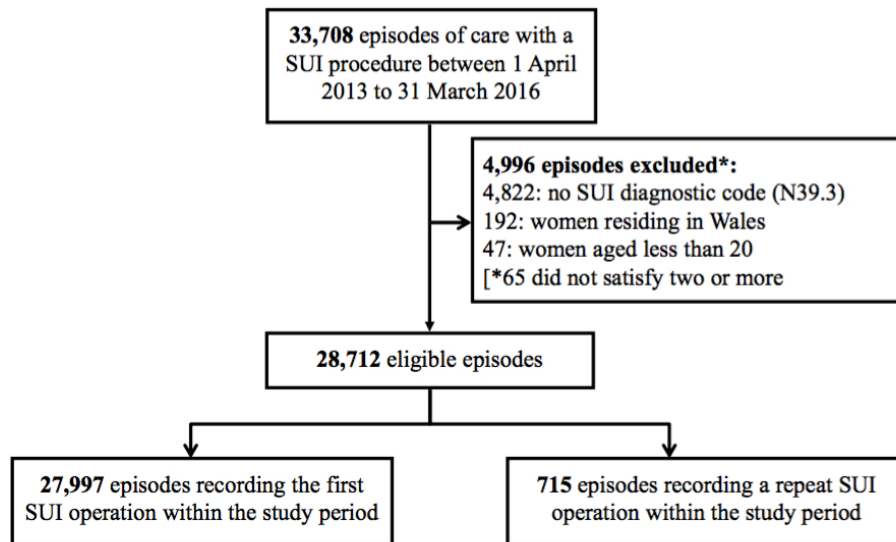 33,708 episodes of care with a
SUI procedure between 1 April
2013 to 31 March 2016
4,996 episodes excluded*:
4,822: no SUI diagnostic code (N39.3)
192: women residing in Wales
47: women aged less than 20
[*65 did not satisfy two or more
28,712 eligible episodes
27,997 episodes recording the first
SUI operation within the study period
715 episodes recording a repeat SUI
operation within the study period